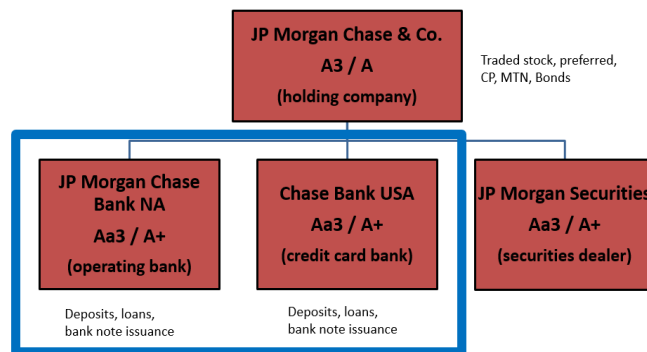 JP Morgan Chase & Co.
A3 / A
(holding company)
Traded stock, preferred,
CP, MTN, Bonds
JP Morgan Chase
Bank NA
Aa3 / A+
(operating bank)
Chase Bank USA
Aa3 / A+
(credit card bank)
JP Morgan Securities
Aa3 / A+
(securities dealer)
Deposits, loans,
bank note issuance
Deposits, loans,
bank note issuance